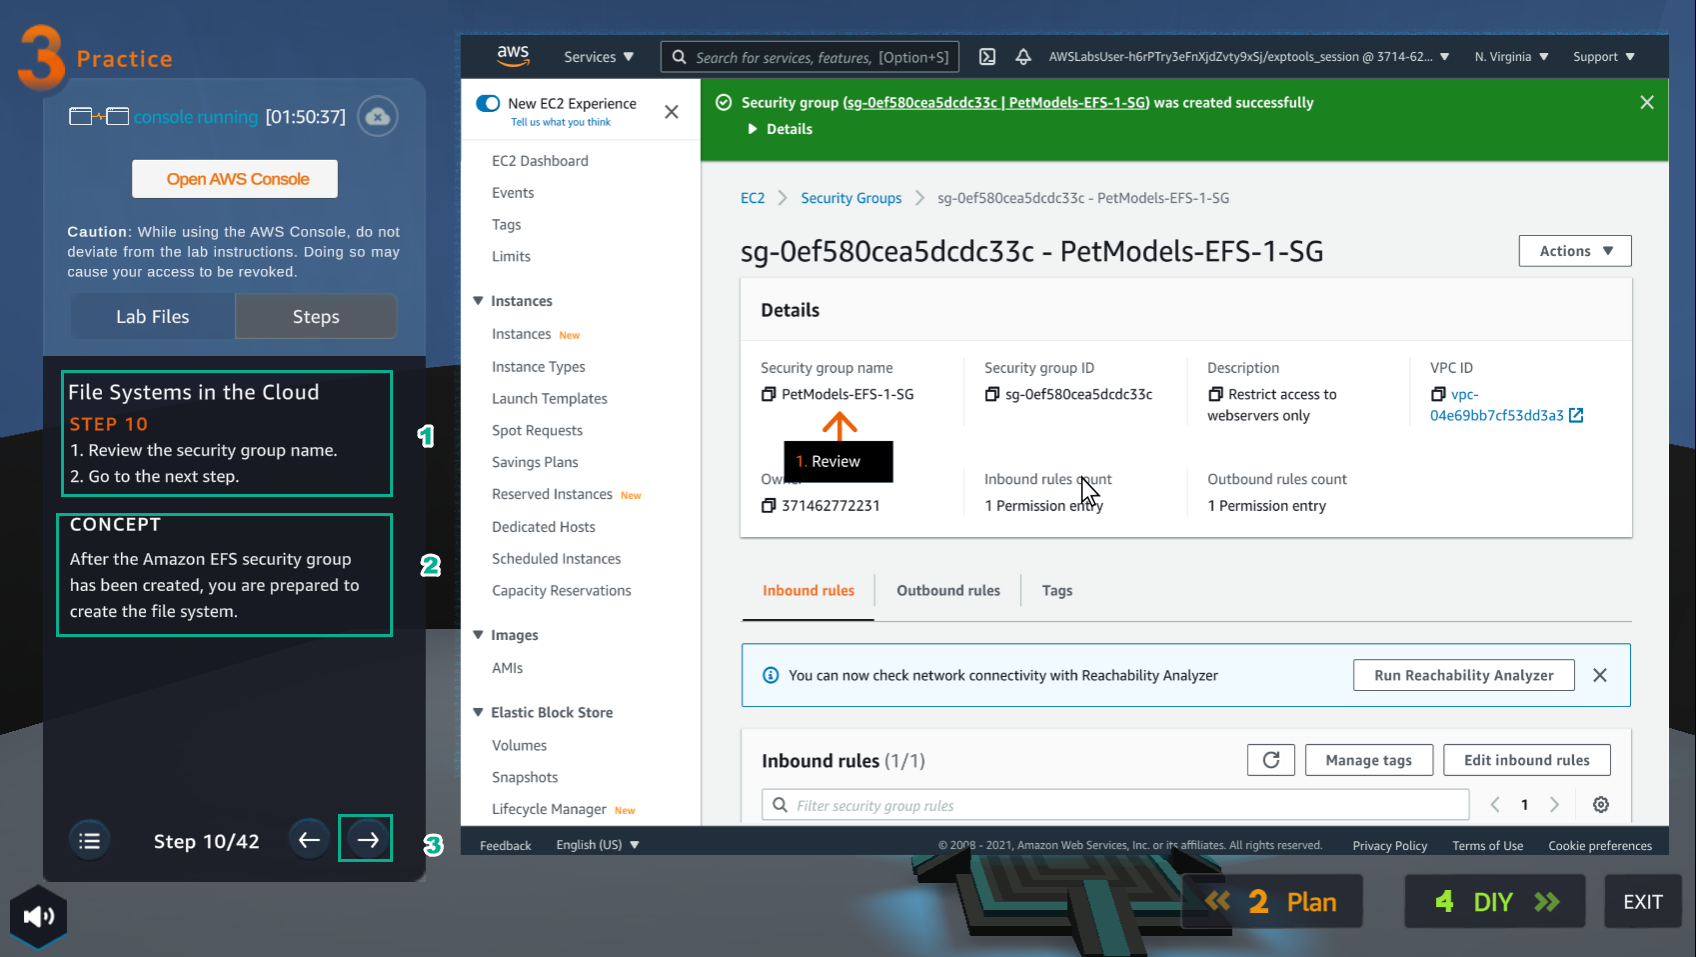 3 Practice
console running [01:50:37]
Open AWS Console
Caution: While using the AWS Console, do not
deviate from the lab instructions. Doing so may
cause your access to be revoked.
Lab Files
Steps
File Systems in the Cloud
STEP 10
1. Review the security group name.
2. Go to the next step.
1
CONCEPT
After the Amazon EFS security group
has been created, you are prepared to
create the file system.
2
Step 10/42
3
aws
Services
Search for services, features, [Option+S]
AWSLabsUser-h6rPTry3eFnXjdZvty9xSj/exptools_session @ 3714-62...
N. Virginia
Support
New EC2 Experience
Tell us what you think
EC2 Dashboard
Events
Tags
Limits
Instances
Instances New
Instance Types
Launch Templates
Spot Requests
Savings Plans
Reserved Instances New
Dedicated Hosts
Scheduled Instances
Capacity Reservations
Images
AMIs
Elastic Block Store
Volumes
Snapshots
Lifecycle Manager New
Security group (sg-0ef580cea5dcdc33c | PetModels-EFS-1-SG) was created successfully
Details
EC2 > Security Groups > sg-0ef580cea5dcdc33c - PetModels-EFS-1-SG
sg-0ef580cea5dcdc33c - PetModels-EFS-1-SG
Actions
Details
Security group name
PetModels-EFS-1-SG
Security group ID
sg-0ef580cea5dcdc33c
Description
Restrict access to
webservers only
VPC ID
vpc-
04e69bb7cf53dd3a3
1. Review
371462772231
Inbound rules count
1 Permission entry
Outbound rules count
1 Permission entry
Inbound rules
Outbound rules
Tags
You can now check network connectivity with Reachability Analyzer
Run Reachability Analyzer
Inbound rules (1/1)
Manage tags
Edit inbound rules
Filter security group rules
1
Feedback
English (US)
© 2008 - 2021, Amazon Web Services, Inc. or its affiliates. All rights reserved.
Privacy Policy
Terms of Use
Cookie preferences
2 Plan
4 DIY
EXIT